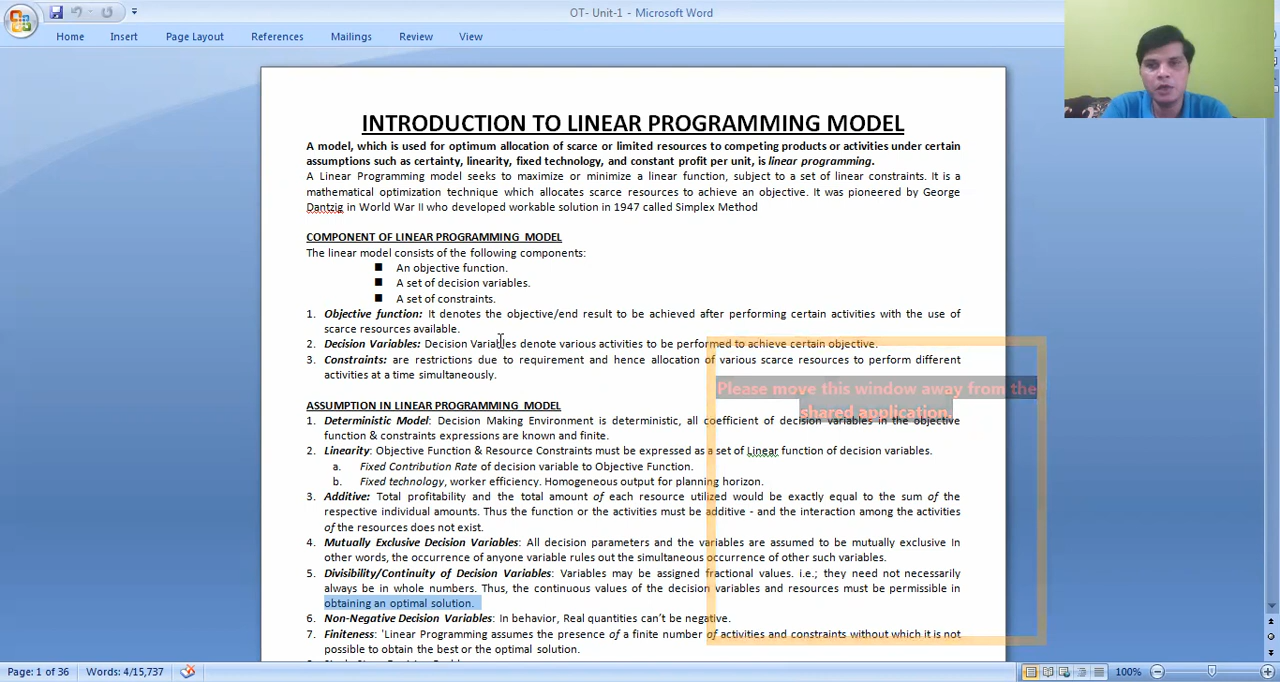 OT- Unit-1 - Microsoft Word
Home Insert Page Layout References Mailings Review View
INTRODUCTION TO LINEAR PROGRAMMING MODEL
A model, which is used for optimum allocation of scarce or limited resources to competing products or activities under certain
assumptions such as certainty, linearity, fixed technology, and constant profit per unit, is linear programming.
A Linear Programming model seeks to maximize or minimize a linear function, subject to a set of linear constraints. It is a
mathematical optimization technique which allocates scarce resources to achieve an objective. It was pioneered by George
Dantzig in World War II who developed workable solution in 1947 called Simplex Method
COMPONENT OF LINEAR PROGRAMMING MODEL
The linear model consists of the following components:
■ An objective function.
■ A set of decision variables.
■ A set of constraints.
1. Objective function: It denotes the objective/end result to be achieved after performing certain activities with the use of
scarce resources available.
2. Decision Variables: Decision Variables denote various activities to be performed to achieve certain objective.
3. Constraints: are restrictions due to requirement and hence allocation of various scarce resources to perform different
activities at a time simultaneously.
Please move this window away from the
shared application.
ASSUMPTION IN LINEAR PROGRAMMING MODEL
1. Deterministic Model: Decision Making Environment is deterministic, all coefficient of decision variables in the objective
function & constraints expressions are known and finite.
2. Linearity: Objective Function & Resource Constraints must be expressed as a set of Linear function of decision variables.
a. Fixed Contribution Rate of decision variable to Objective Function.
b. Fixed technology, worker efficiency. Homogeneous output for planning horizon.
3. Additive: Total profitability and the total amount of each resource utilized would be exactly equal to the sum of the
respective individual amounts. Thus the function or the activities must be additive - and the interaction among the activities
of the resources does not exist.
4. Mutually Exclusive Decision Variables: All decision parameters and the variables are assumed to be mutually exclusive In
other words, the occurrence of anyone variable rules out the simultaneous occurrence of other such variables.
5. Divisibility/Continuity of Decision Variables: Variables may be assigned fractional values. i.e.; they need not necessarily
always be in whole numbers. Thus, the continuous values of the decision variables and resources must be permissible in
obtaining an optimal solution.
6. Non-Negative Decision Variables: In behavior, Real quantities can't be negative.
7. Finiteness: 'Linear Programming assumes the presence of a finite number of activities and constraints without which it is not
possible to obtain the best or the optimal solution.
Page: 1 of 36 Words: 4/15,737 100%